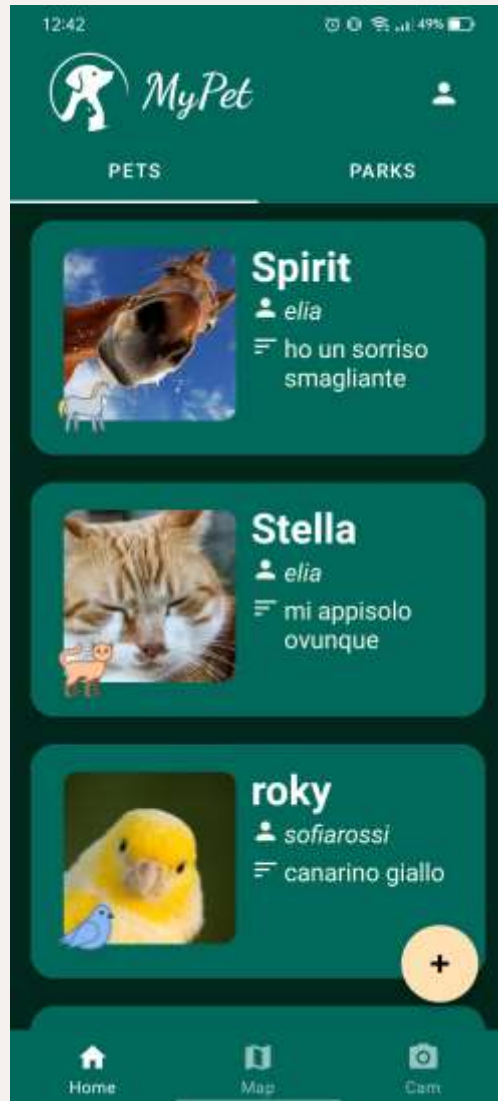 12:42
49%
MyPet
PETS
PARKS
Spirit
elia
ho un sorriso
smagliante
Stella
elia
mi appisolo
ovunque
roky
sofiarossi
canarino giallo
+
Home
Map
Cam